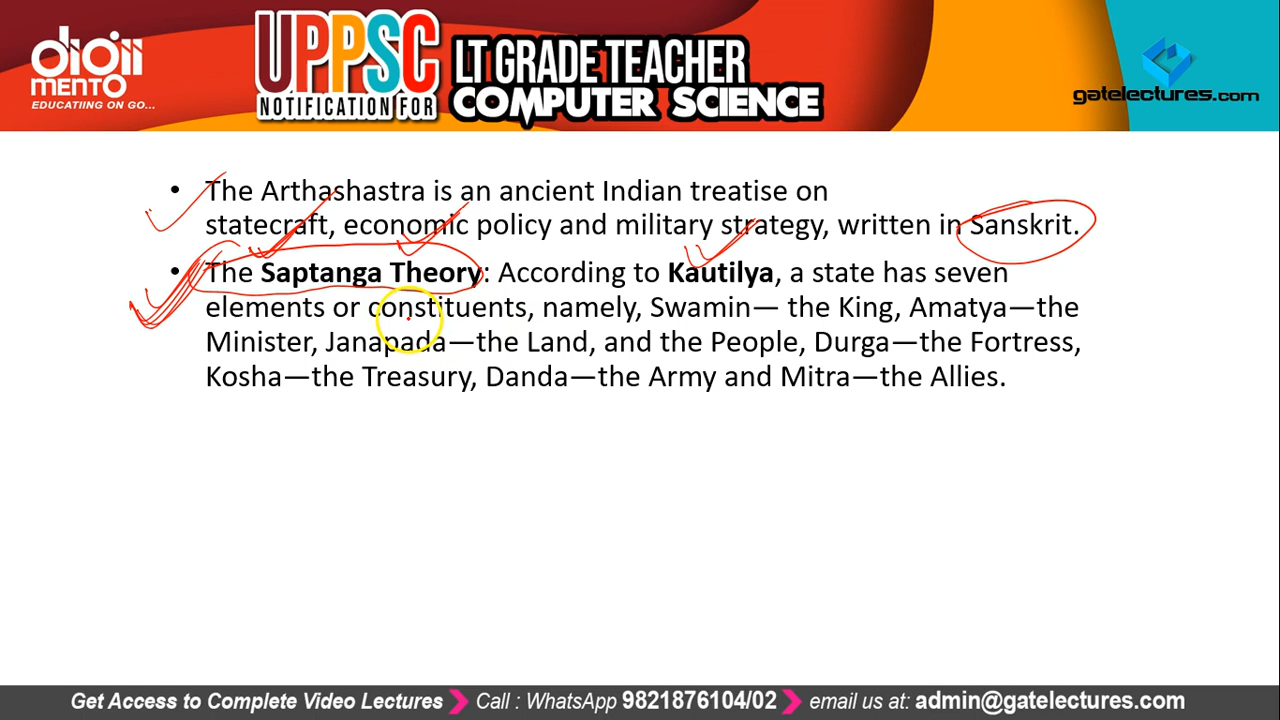 digii
MENTO
EDUCATIING ON GO...
UPPSC
NOTIFICATION FOR
LT GRADE TEACHER
COMPUTER SCIENCE
gatelectures.com
• The Arthashastra is an ancient Indian treatise on
statecraft, economic policy and military strategy, written in Sanskrit.
• The Saptanga Theory: According to Kautilya, a state has seven
elements or constituents, namely, Swamin— the King, Amatya—the
Minister, Janapada—the Land, and the People, Durga—the Fortress,
Kosha—the Treasury, Danda—the Army and Mitra—the Allies.
Get Access to Complete Video Lectures Call : WhatsApp 9821876104/02 email us at: admin@gatelectures.com